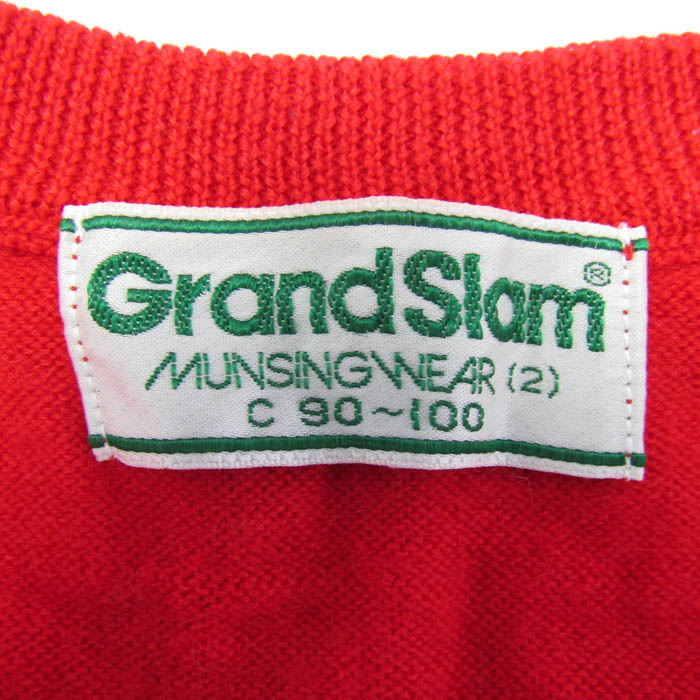 GrandSlam®
MUNSINGWEAR (2)
C 90~100